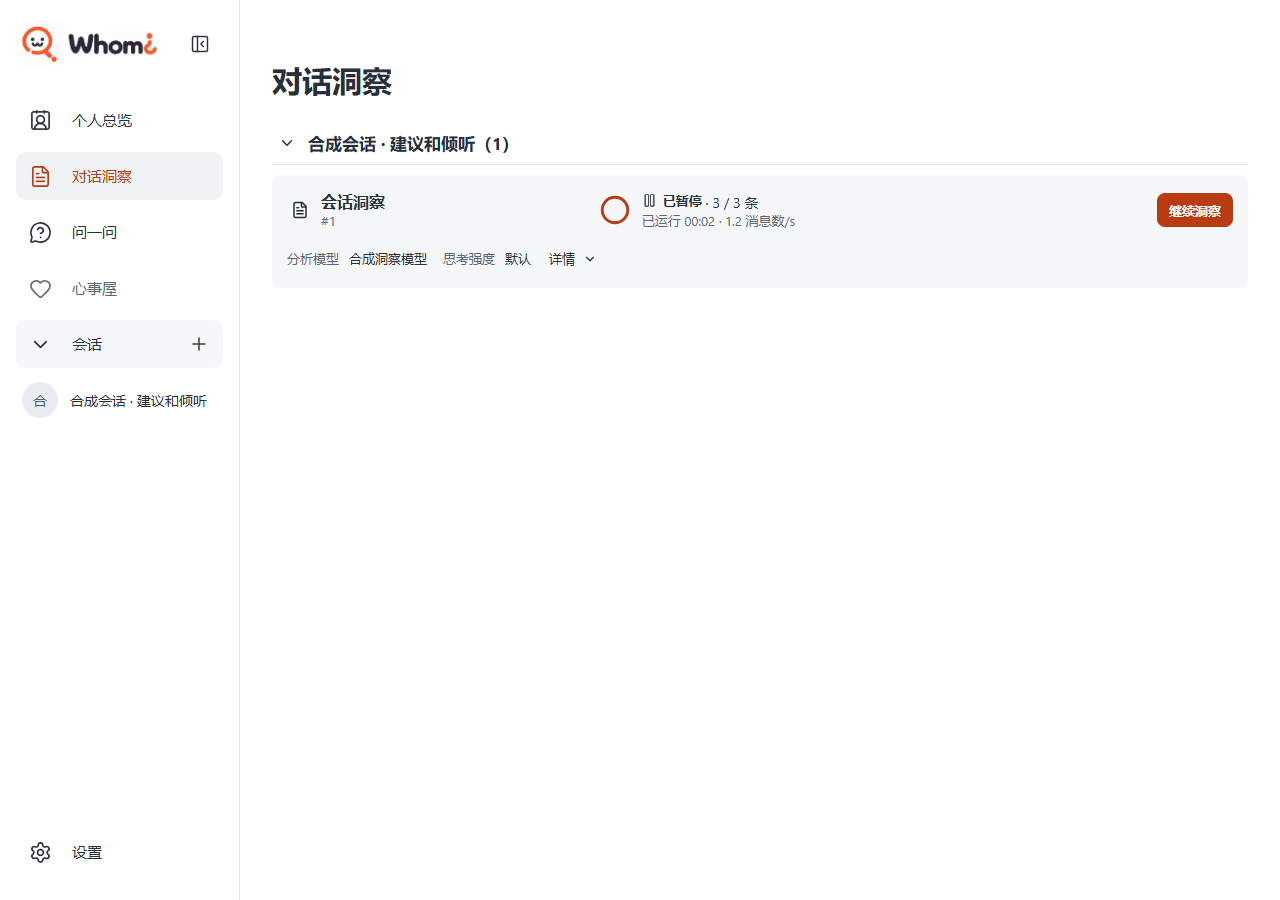 Whomi
个人总览
对话洞察
问一问
心事屋
会话
合 合成会话 · 建议和倾听
设置
对话洞察
合成会话 · 建议和倾听（1）
会话洞察
#1
已暂停 · 3 / 3 条
已运行 00:02 · 1.2 消息数/s
继续洞察
分析模型 合成洞察模型 思考强度 默认 详情